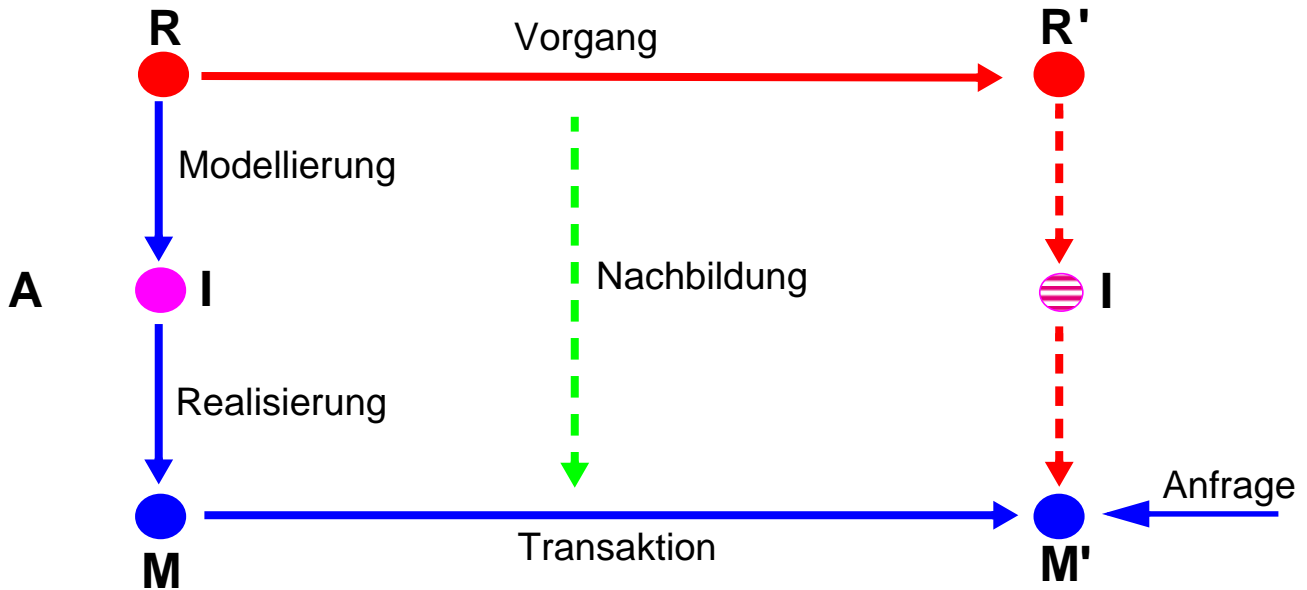 R
Vorgang
R'
Modellierung
A
I
Nachbildung
I
Realisierung
Anfrage
M
Transaktion
M'